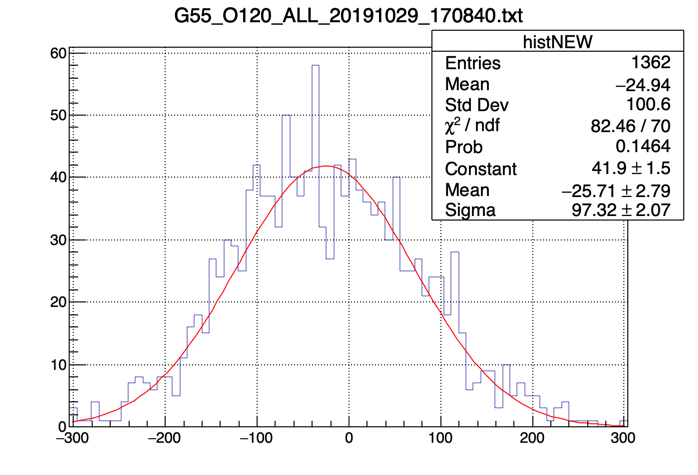 G55_O120_ALL_20191029_170840.txt
histNEW
Entries 1362
Mean −24.94
Std Dev 100.6
χ² / ndf 82.46 / 70
Prob 0.1464
Constant 41.9 ± 1.5
Mean −25.71 ± 2.79
Sigma 97.32 ± 2.07
60
50
40
30
20
10
0
−300 −200 −100 0 100 200 300